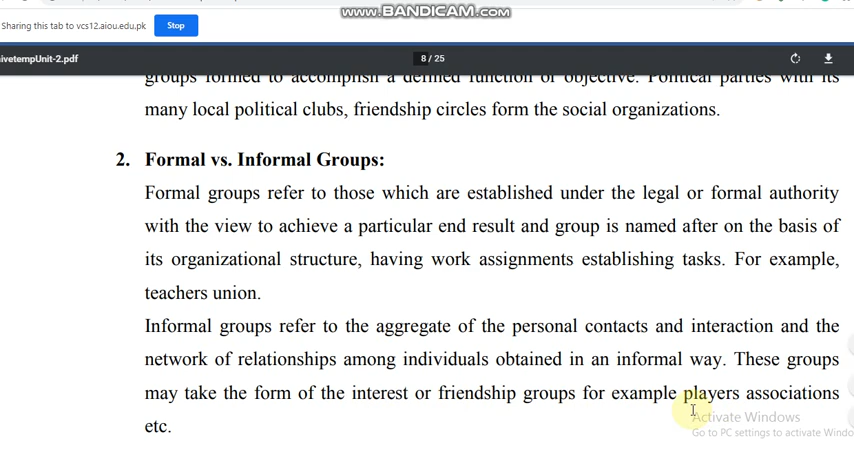 www.BANDICAM.com
Sharing this tab to vcs12.aiou.edu.pk Stop
ivetempUnit-2.pdf 8 / 25
groups formed to accomplish a defined function or objective. Political parties with its
many local political clubs, friendship circles form the social organizations.
2. Formal vs. Informal Groups:
Formal groups refer to those which are established under the legal or formal authority
with the view to achieve a particular end result and group is named after on the basis of
its organizational structure, having work assignments establishing tasks. For example,
teachers union.
Informal groups refer to the aggregate of the personal contacts and interaction and the
network of relationships among individuals obtained in an informal way. These groups
may take the form of the interest or friendship groups for example players associations
etc.
Activate Windows
Go to PC settings to activate Windo